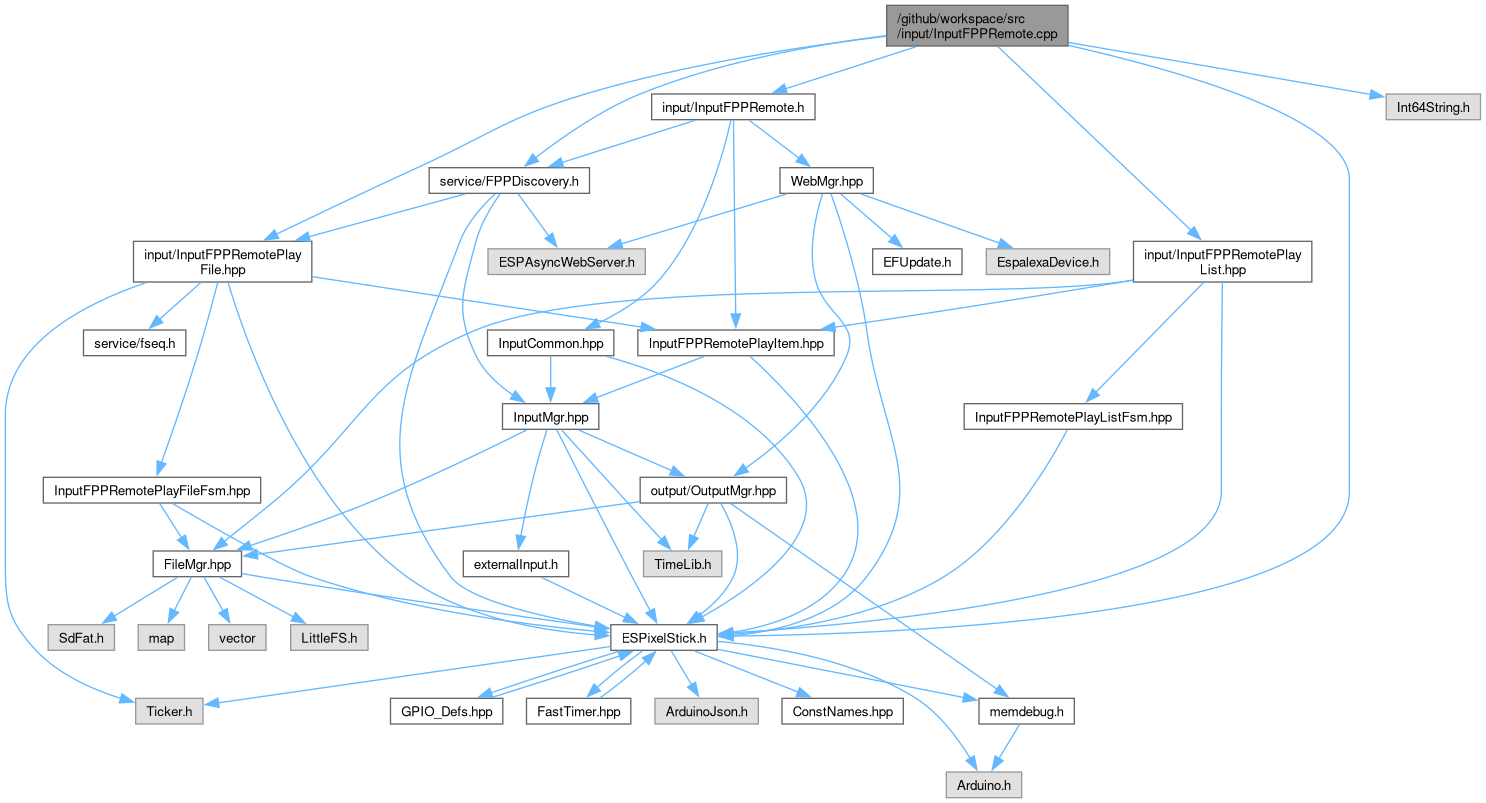 /github/workspace/src
/input/InputFPPRemote.cpp
input/InputFPPRemote.h
Int64String.h
service/FPPDiscovery.h
WebMgr.hpp
input/InputFPPRemotePlay
File.hpp
ESPAsyncWebServer.h
EFUpdate.h
EspalexaDevice.h
input/InputFPPRemotePlay
List.hpp
service/fseq.h
InputCommon.hpp
InputFPPRemotePlayItem.hpp
InputMgr.hpp
InputFPPRemotePlayListFsm.hpp
InputFPPRemotePlayFileFsm.hpp
output/OutputMgr.hpp
FileMgr.hpp
externalInput.h
TimeLib.h
SdFat.h
map
vector
LittleFS.h
ESPixelStick.h
Ticker.h
GPIO_Defs.hpp
FastTimer.hpp
ArduinoJson.h
ConstNames.hpp
memdebug.h
Arduino.h